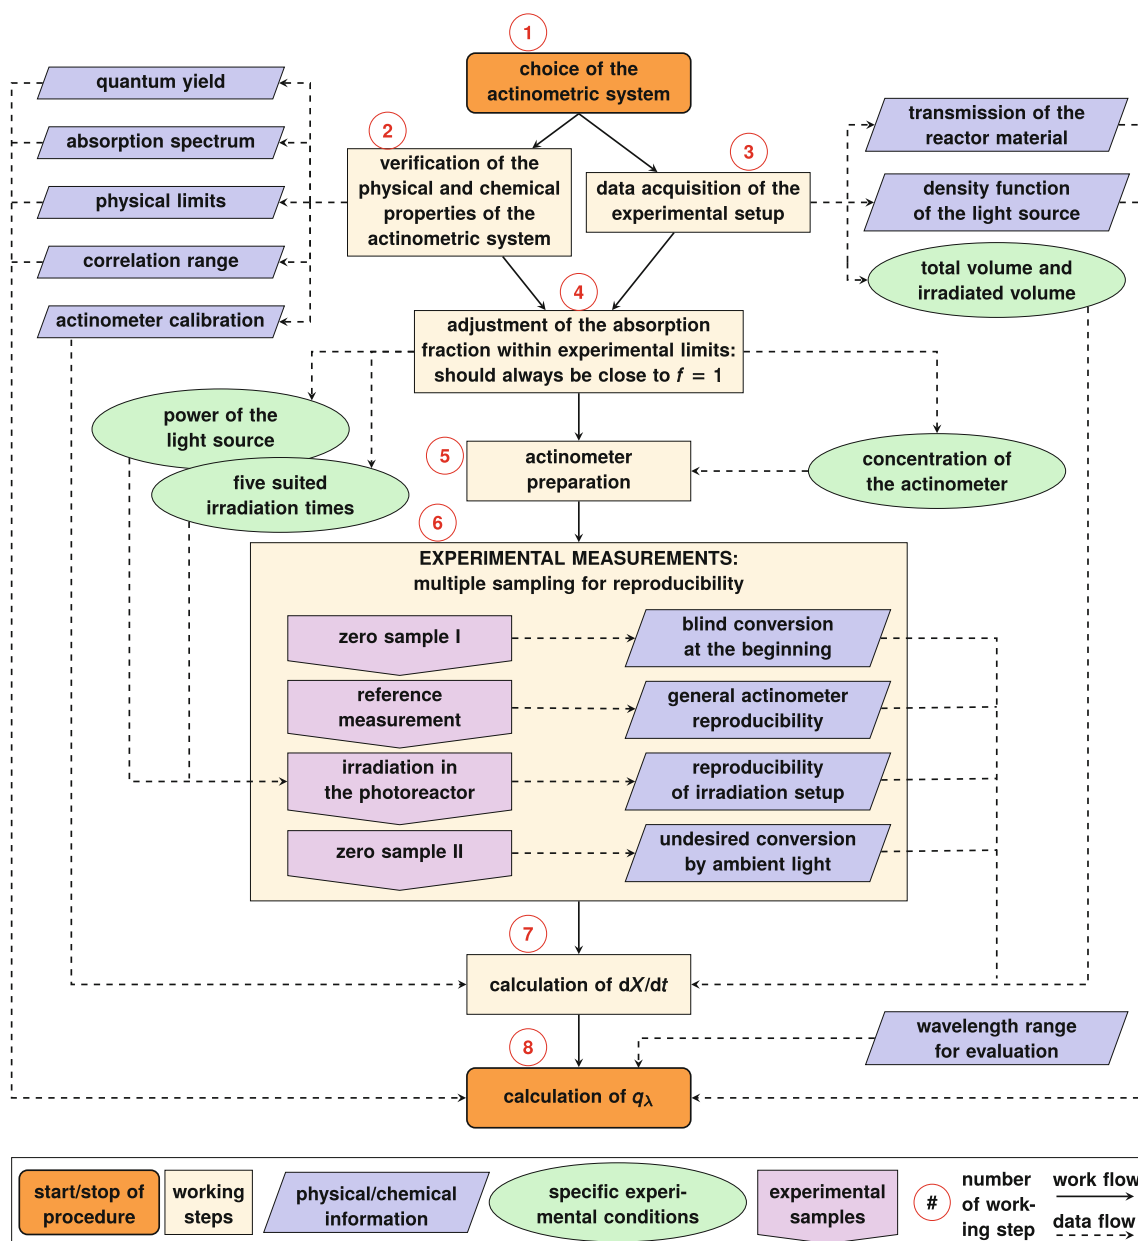 1
choice of the
actinometric system
quantum yield
absorption spectrum
physical limits
correlation range
actinometer calibration
2
verification of the
physical and chemical
properties of the
actinometric system
3
data acquisition of the
experimental setup
transmission of the
reactor material
density function
of the light source
total volume and
irradiated volume
4
adjustment of the absorption
fraction within experimental limits:
should always be close to f = 1
power of the
light source
five suited
irradiation times
5
actinometer
preparation
concentration of
the actinometer
6
EXPERIMENTAL MEASUREMENTS:
multiple sampling for reproducibility
zero sample I
blind conversion
at the beginning
reference
measurement
general actinometer
reproducibility
irradiation in
the photoreactor
reproducibility
of irradiation setup
zero sample II
undesired conversion
by ambient light
7
calculation of dX/dt
wavelength range
for evaluation
8
calculation of qλ
start/stop of
procedure
working
steps
physical/chemical
information
specific experi-
mental conditions
experimental
samples
#
number
of work-
ing step
work flow
data flow